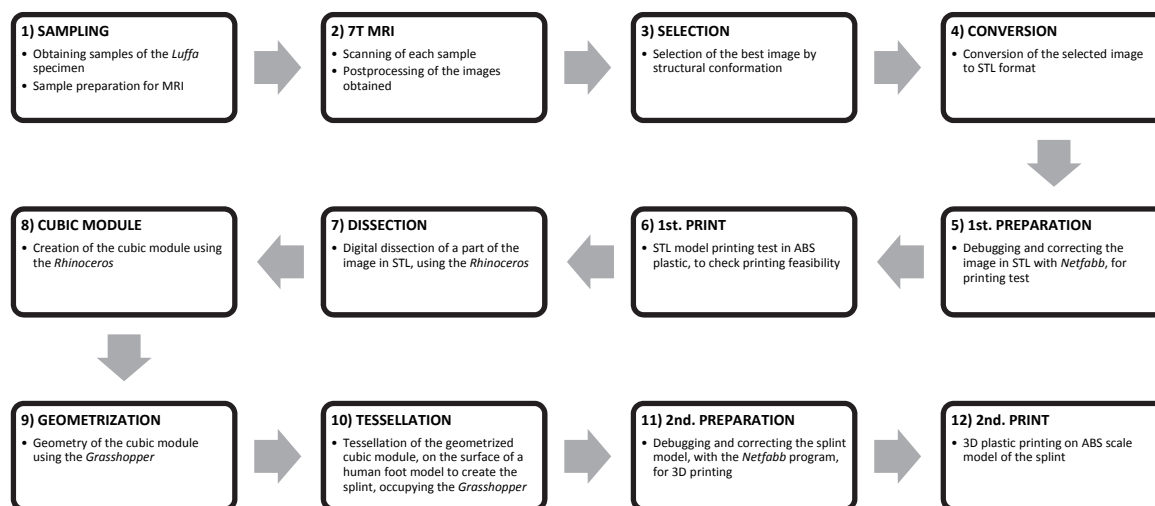 1) SAMPLING
• Obtaining samples of the Luffa
specimen
• Sample preparation for MRI
2) 7T MRI
• Scanning of each sample
• Postprocessing of the images
obtained
3) SELECTION
• Selection of the best image by
structural conformation
4) CONVERSION
• Conversion of the selected image
to STL format
5) 1st. PREPARATION
• Debugging and correcting the
image in STL with Netfabb, for
printing test
6) 1st. PRINT
• STL model printing test in ABS
plastic, to check printing feasibility
7) DISSECTION
• Digital dissection of a part of the
image in STL, using the Rhinoceros
8) CUBIC MODULE
• Creation of the cubic module using
the Rhinoceros
9) GEOMETRIZATION
• Geometry of the cubic module
using the Grasshopper
10) TESSELLATION
• Tessellation of the geometrized
cubic module, on the surface of a
human foot model to create the
splint, occupying the Grasshopper
11) 2nd. PREPARATION
• Debugging and correcting the splint
model, with the Netfabb program,
for 3D printing
12) 2nd. PRINT
• 3D plastic printing on ABS scale
model of the splint